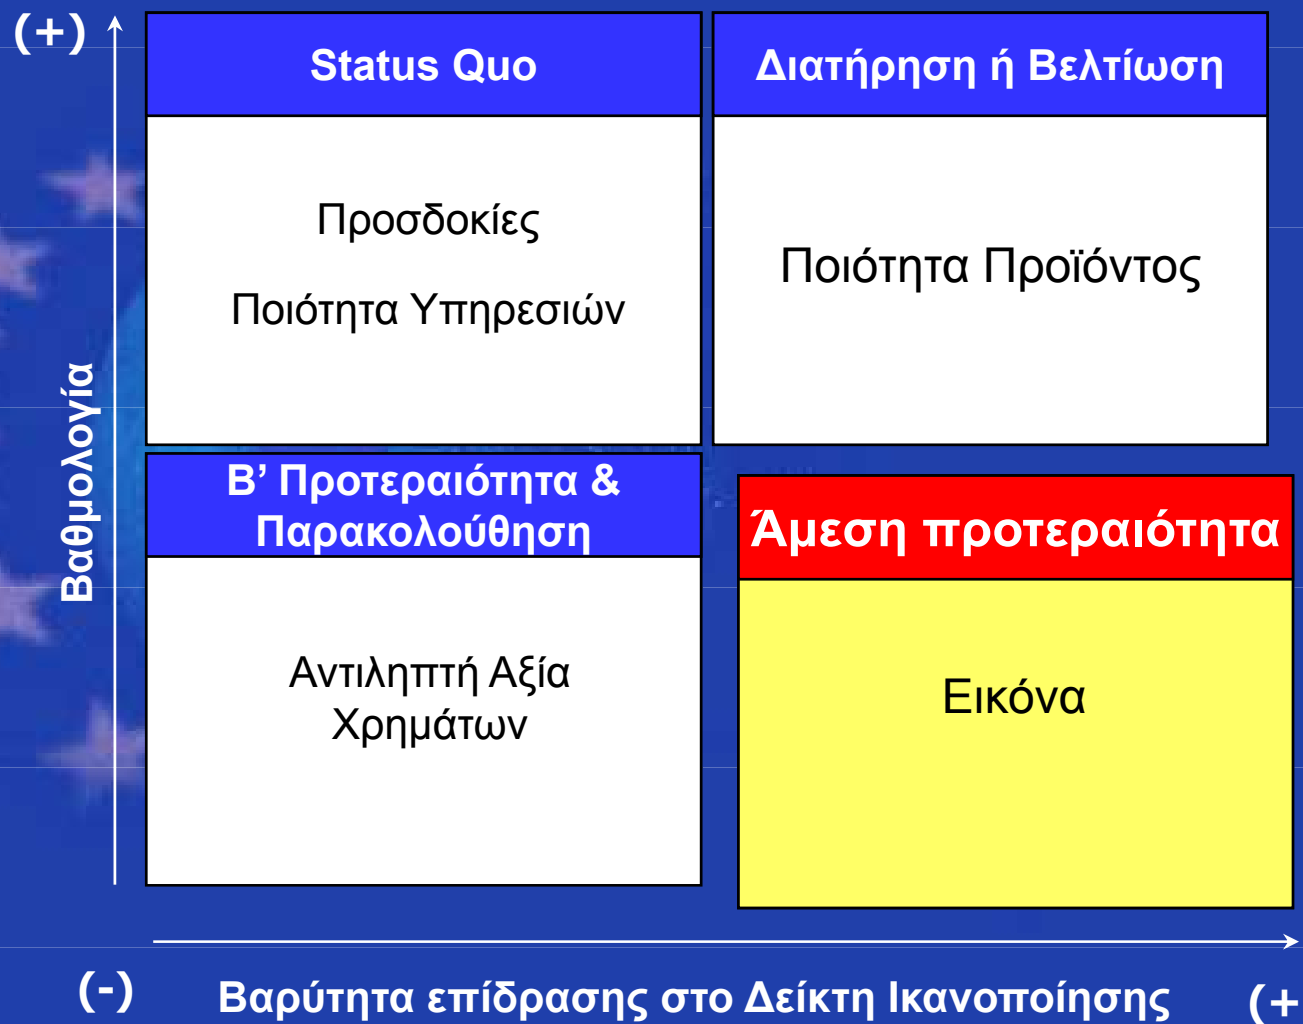 (+)
Status Quo
Διατήρηση ή Βελτίωση
Προσδοκίες
Ποιότητα Υπηρεσιών
Ποιότητα Προϊόντος
Βαθμολογία
Β’ Προτεραιότητα &
Παρακολούθηση
Άμεση προτεραιότητα
Αντιληπτή Αξία
Χρημάτων
Εικόνα
(-)
Βαρύτητα επίδρασης στο Δείκτη Ικανοποίησης
(+